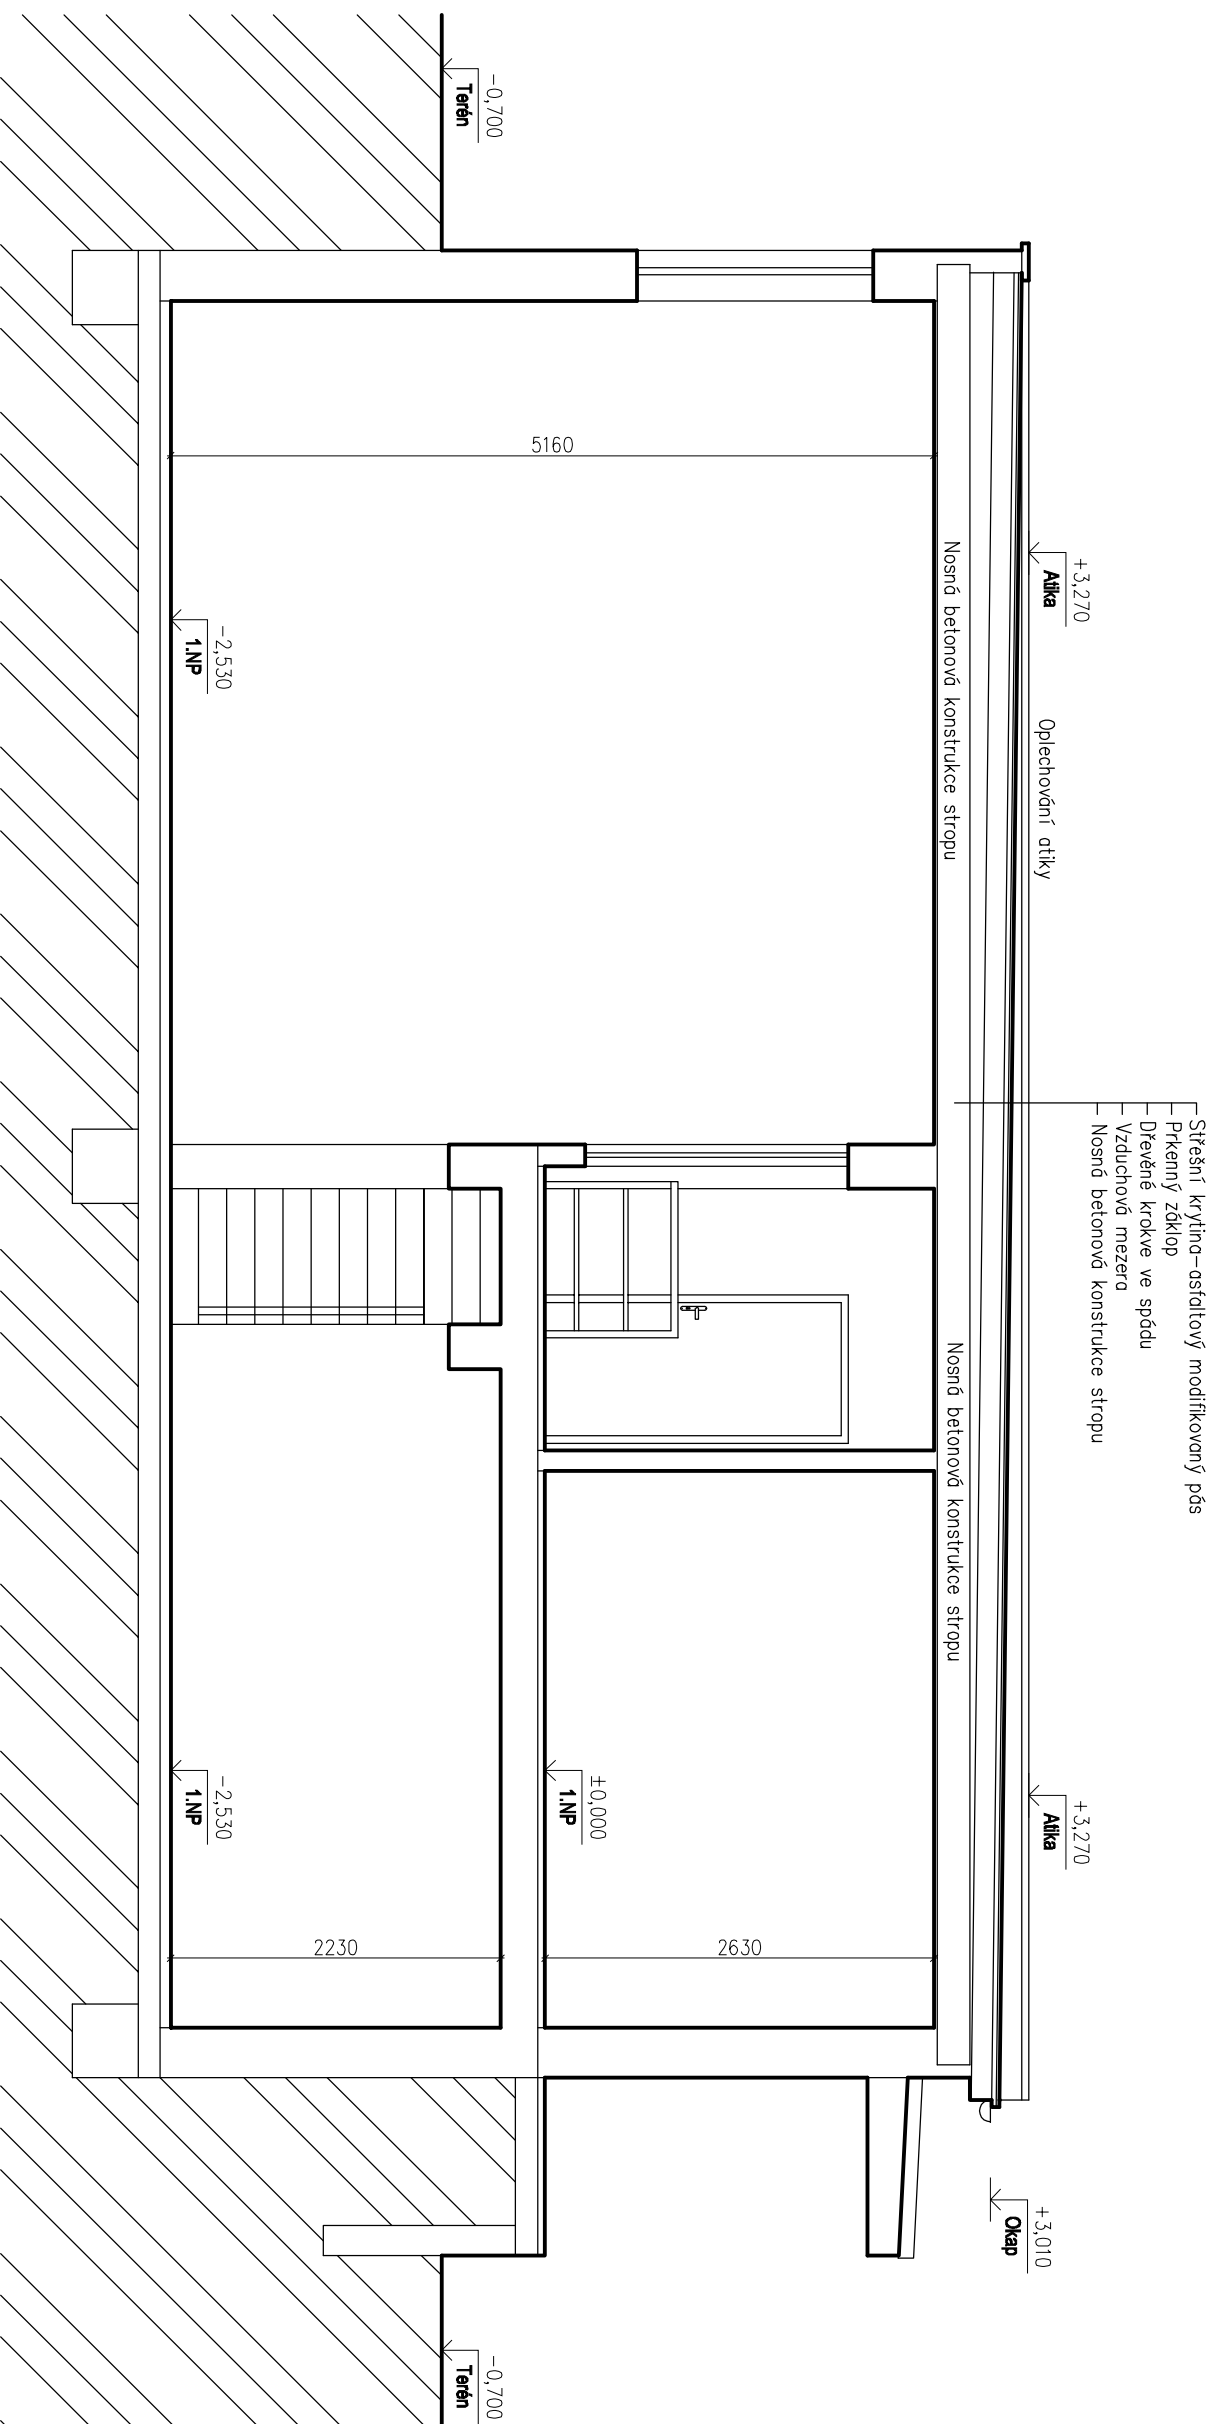 Střešní krytina-asfaltový modifikovaný pás
Prkenný záklop
Dřevěné krokve ve spádu
Vzduchová mezera
Nosná betonová konstrukce stropu
+3,270
Atika
Oplechování atiky
+3,270
Atika
+3,010
Okap
Nosná betonová konstrukce stropu
Nosná betonová konstrukce stropu
5160
2630
±0,000
1.NP
-0,700
Terén
-0,700
Terén
2230
-2,530
1.NP
-2,530
1.NP